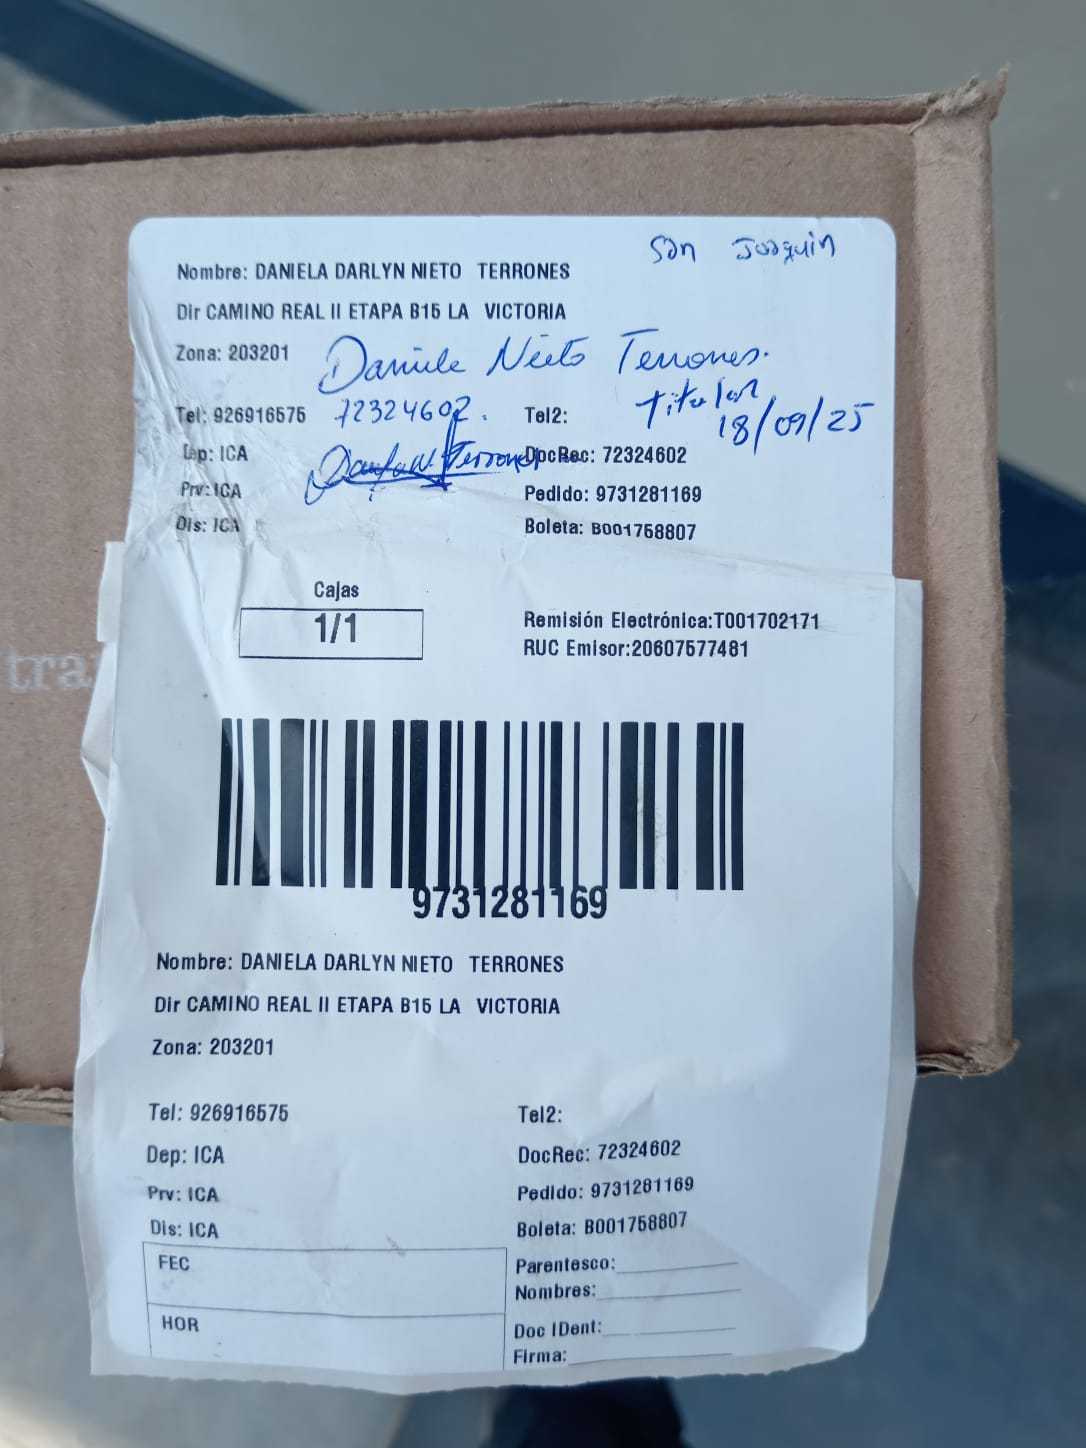 San Joaquin
Nombre: DANIELA DARLYN NIETO TERRONES
Dir CAMINO REAL II ETAPA B15 LA VICTORIA
Zona: 203201
Daniela Nieto Terrones.
Tel: 926916575 72324602. Tel2: titular
18/09/25
Dep: ICA Terrones DocRec: 72324602
Prv: ICA Pedido: 9731281169
Dis: ICA Boleta: B001758807
Cajas
1/1
Remisión Electrónica:T001702171
RUC Emisor:20607577481
tra
9731281169
Nombre: DANIELA DARLYN NIETO TERRONES
Dir CAMINO REAL II ETAPA B15 LA VICTORIA
Zona: 203201
Tel: 926916575 Tel2:
Dep: ICA DocRec: 72324602
Prv: ICA Pedido: 9731281169
Dis: ICA Boleta: B001758807
FEC Parentesco:
Nombres:
HOR Doc IDent:
Firma: